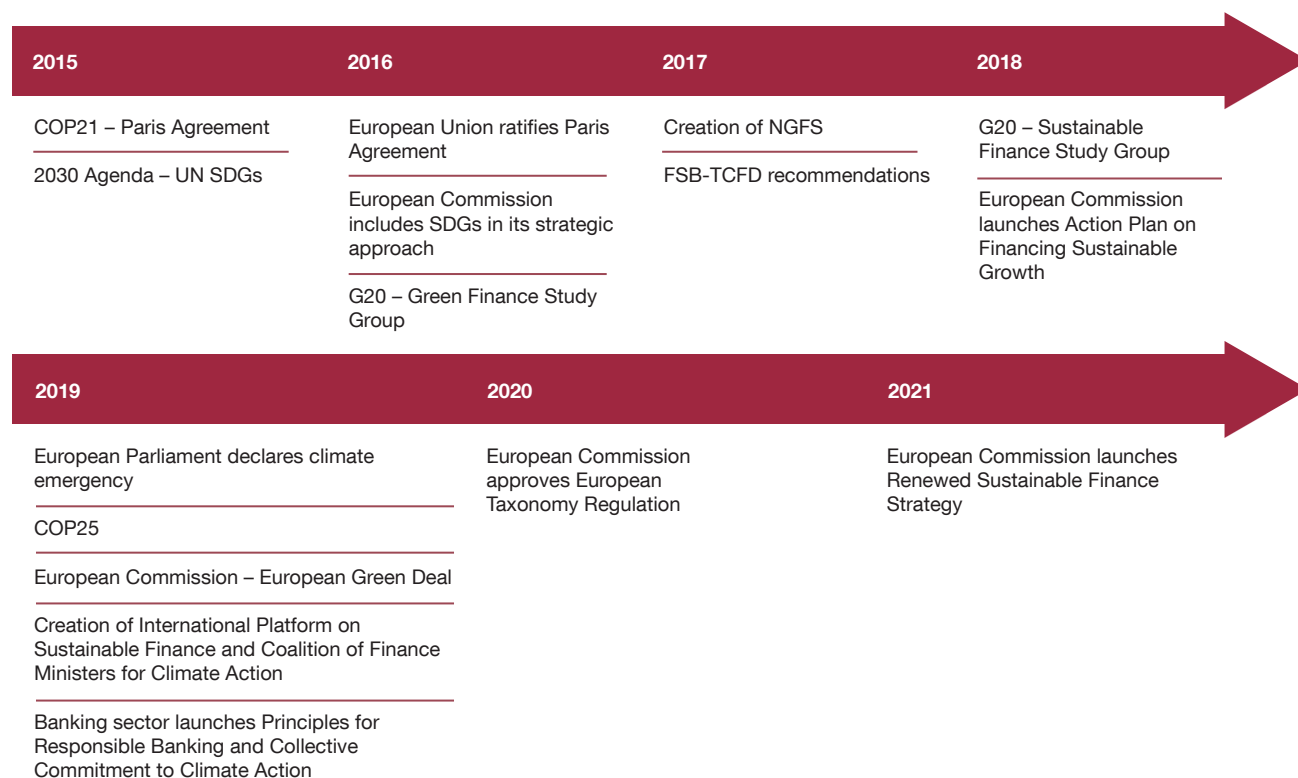 2015
2016
2017
2018
COP21 – Paris Agreement
2030 Agenda – UN SDGs
European Union ratifies Paris
Agreement
European Commission
includes SDGs in its strategic
approach
G20 – Green Finance Study
Group
Creation of NGFS
FSB-TCFD recommendations
G20 – Sustainable
Finance Study Group
European Commission
launches Action Plan on
Financing Sustainable
Growth
2019
2020
2021
European Parliament declares climate
emergency
COP25
European Commission – European Green Deal
Creation of International Platform on
Sustainable Finance and Coalition of Finance
Ministers for Climate Action
Banking sector launches Principles for
Responsible Banking and Collective
Commitment to Climate Action
European Commission
approves European
Taxonomy Regulation
European Commission launches
Renewed Sustainable Finance
Strategy